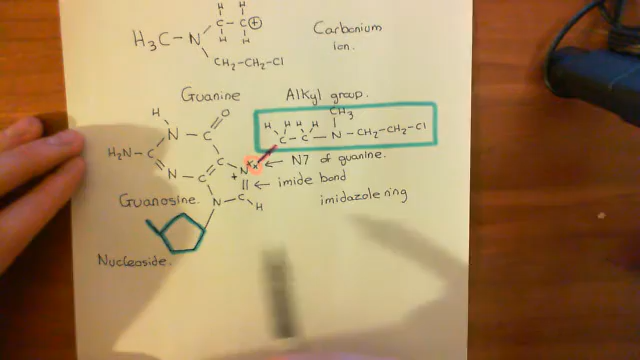 H H
C - C +
H3C - N H H
Carbonium
Ion.
CH2-CH2-Cl
Guanine Alkyl group.
CH3
H H H H
C - C - N - CH2-CH2-Cl
H O
N C
H2N-C C N xx ← N7 of guanine.
N C + ← imide bond
N - C H
Guanosine. imidazole ring
Nucleoside.